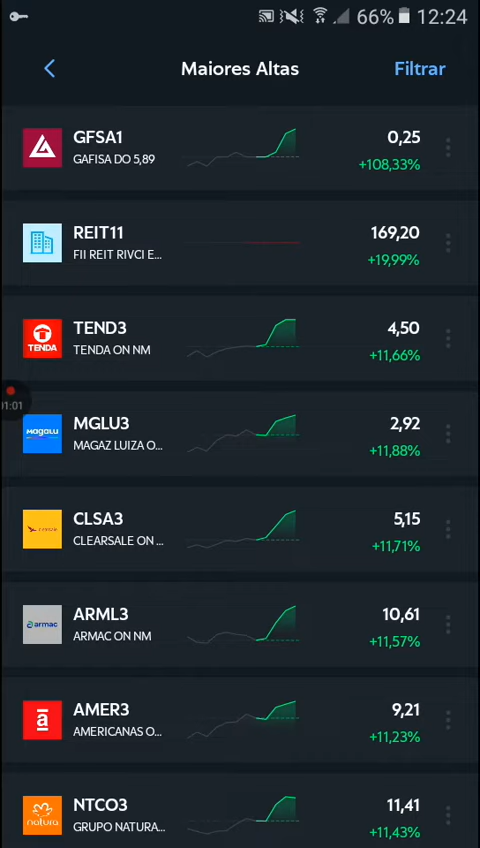 66% 12:24
Maiores Altas Filtrar
GFSA1 0,25
GAFISA DO 5,89 +108,33%
REIT11 169,20
FII REIT RIVCI E... +19,99%
TEND3 4,50
TENDA
TENDA ON NM +11,66%
01:01
MGLU3 2,92
MAGALU
MAGAZ LUIZA O... +11,88%
CLSA3 5,15
CLEARSALE ON ... +11,71%
ARML3 10,61
armac
ARMAC ON NM +11,57%
AMER3 9,21
a
AMERICANAS O... +11,23%
NTCO3 11,41
natura
GRUPO NATURA... +11,43%